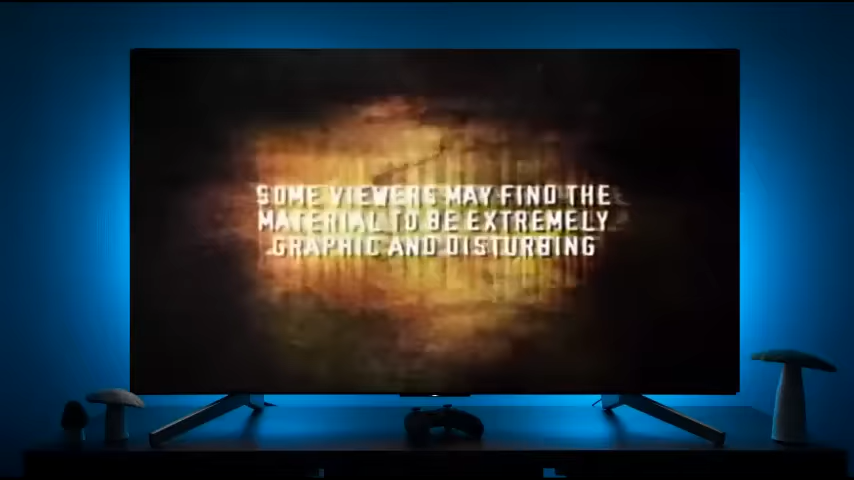 SOME VIEWERS MAY FIND THE
MATERIAL TO BE EXTREMELY
GRAPHIC AND DISTURBING